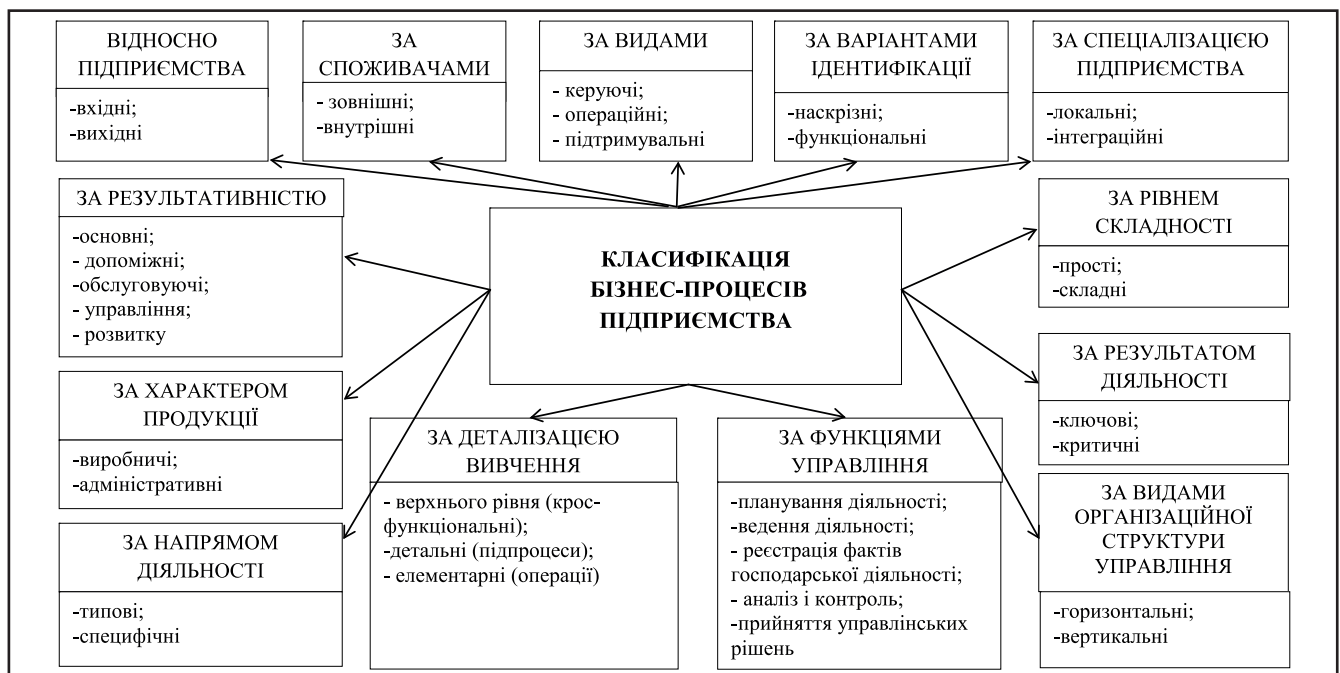 ВІДНОСНО
ПІДПРИЄМСТВА
-вхідні;
-вихідні
ЗА
СПОЖИВАЧАМИ
- зовнішні;
-внутрішні
ЗА ВИДАМИ
- керуючі;
- операційні;
- підтримувальні
ЗА ВАРІАНТАМИ
ІДЕНТИФІКАЦІЇ
-наскрізні;
-функціональні
ЗА СПЕЦІАЛІЗАЦІЄЮ
ПІДПРИЄМСТВА
-локальні;
-інтеграційні
ЗА РЕЗУЛЬТАТИВНІСТЮ
-основні;
- допоміжні;
-обслуговуючі;
- управління;
- розвитку
КЛАСИФІКАЦІЯ
БІЗНЕС-ПРОЦЕСІВ
ПІДПРИЄМСТВА
ЗА РІВНЕМ
СКЛАДНОСТІ
-прості;
-складні
ЗА ХАРАКТЕРОМ
ПРОДУКЦІЇ
-виробничі;
-адміністративні
ЗА РЕЗУЛЬТАТОМ
ДІЯЛЬНОСТІ
-ключові;
-критичні
ЗА НАПРЯМОМ
ДІЯЛЬНОСТІ
-типові;
-специфічні
ЗА ДЕТАЛІЗАЦІЄЮ
ВИВЧЕННЯ
- верхнього рівня (крос-
функціональні);
-детальні (підпроцеси);
- елементарні (операції)
ЗА ФУНКЦІЯМИ
УПРАВЛІННЯ
-планування діяльності;
-ведення діяльності;
- реєстрація фактів
господарської діяльності;
- аналіз і контроль;
-прийняття управлінських
рішень
ЗА ВИДАМИ
ОРГАНІЗАЦІЙНОЇ
СТРУКТУРИ
УПРАВЛІННЯ
-горизонтальні;
-вертикальні